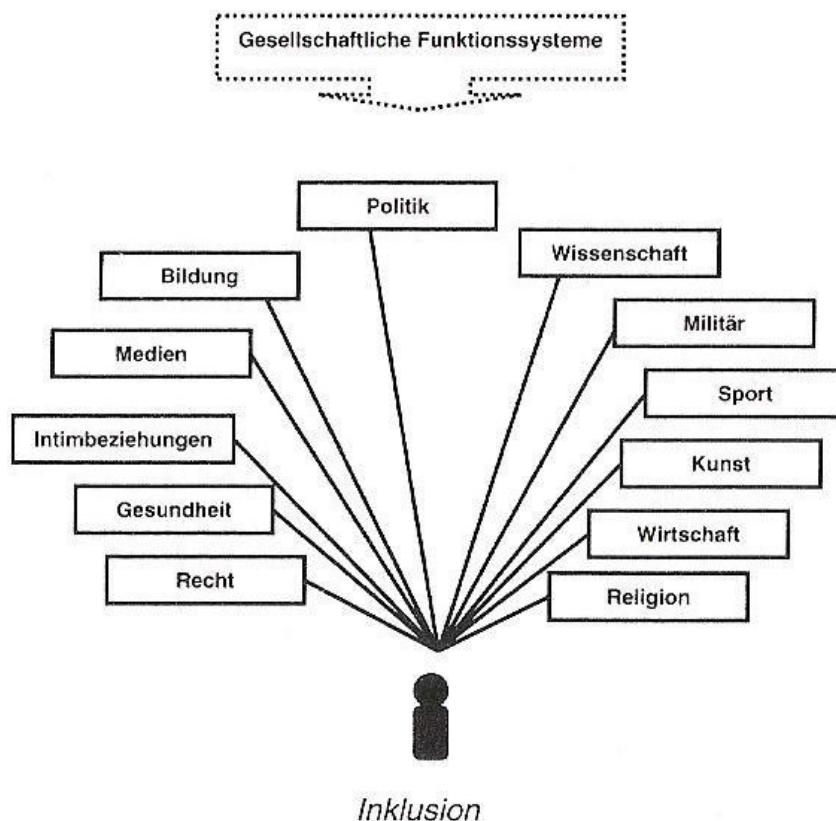 Gesellschaftliche Funktionssysteme
Politik
Wissenschaft
Bildung
Militär
Medien
Sport
Intimbeziehungen
Kunst
Gesundheit
Wirtschaft
Recht
Religion
Inklusion